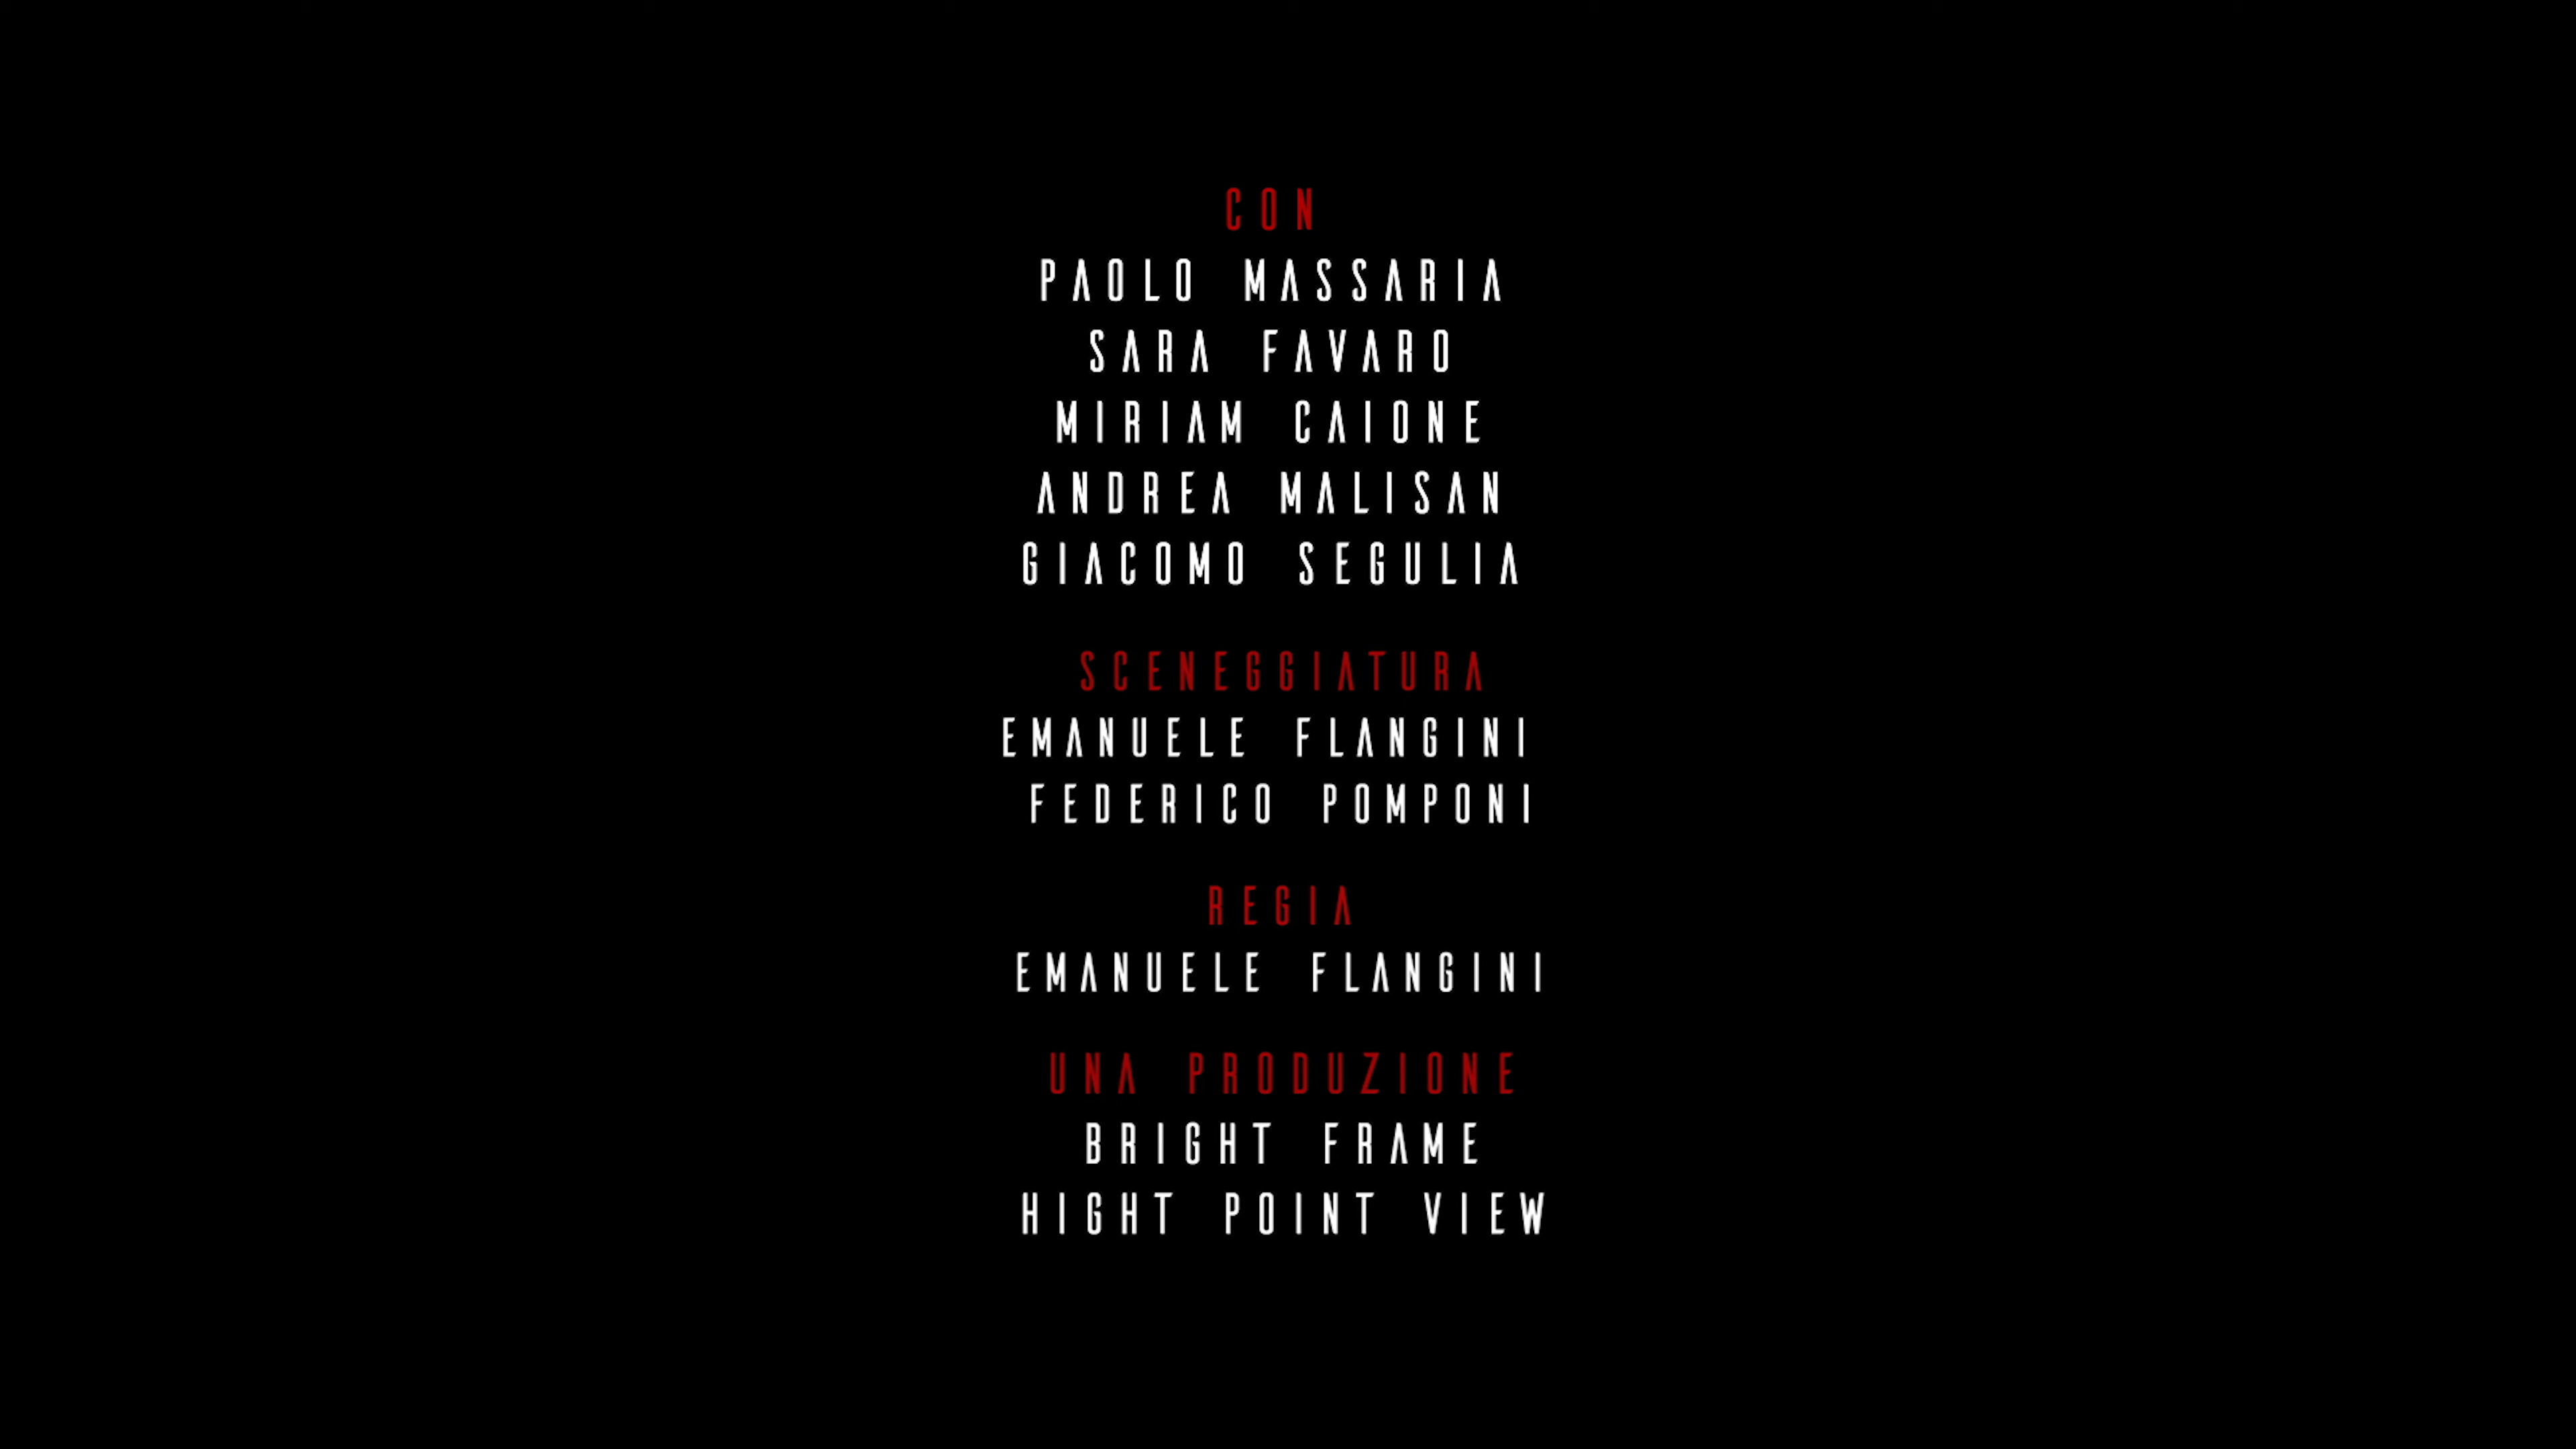 CON
PAOLO MASSARIA
SARA FAVARO
MIRIAM CAIONE
ANDREA MALISAN
GIACOMO SEGULIA
SCENEGGIATURA
EMANUELE FLANGINI
FEDERICO POMPONI
REGIA
EMANUELE FLANGINI
UNA PRODUZIONE
BRIGHT FRAME
HIGHT POINT VIEW